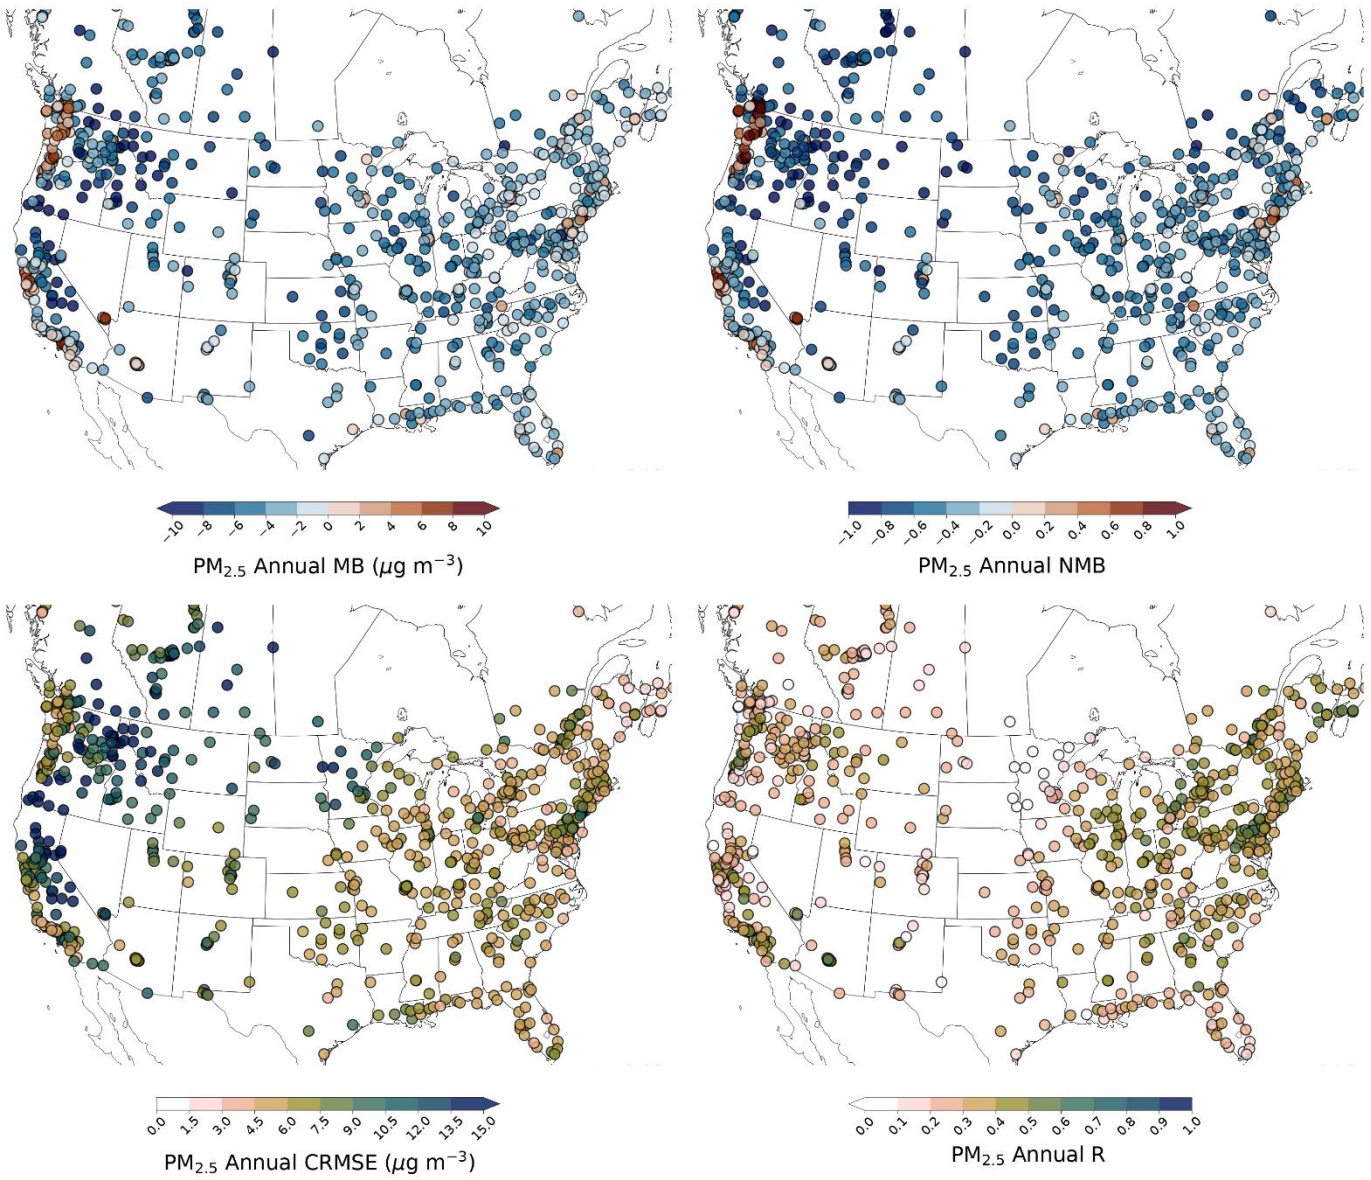 −10 −8 −6 −4 −2 0 2 4 6 8 10
PM2.5 Annual MB (μg m−3)
−1.0 −0.8 −0.6 −0.4 −0.2 0.0 0.2 0.4 0.6 0.8 1.0
PM2.5 Annual NMB
0.0 1.5 3.0 4.5 6.0 7.5 9.0 10.5 12.0 13.5 15.0
PM2.5 Annual CRMSE (μg m−3)
0.0 0.1 0.2 0.3 0.4 0.5 0.6 0.7 0.8 0.9 1.0
PM2.5 Annual R